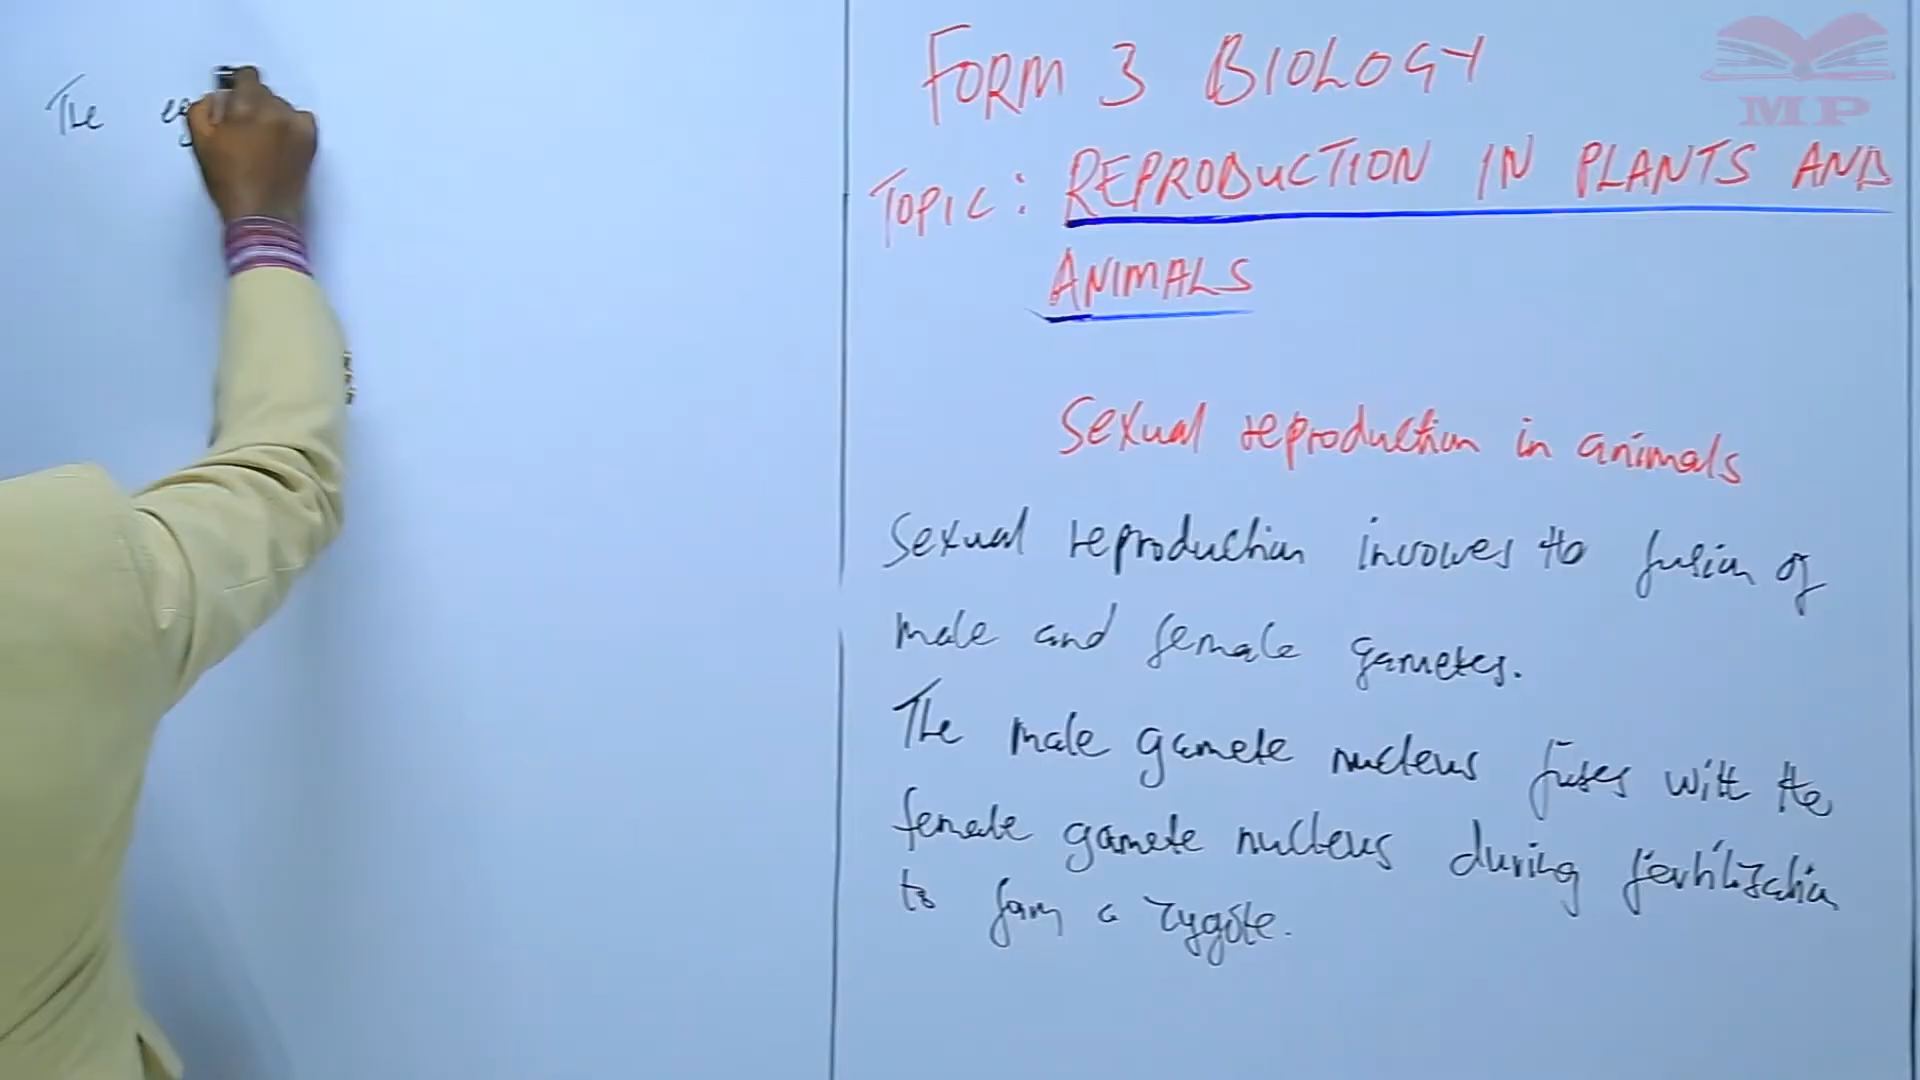 The eg
FORM 3 BIOLOGY
TOPIC: REPRODUCTION IN PLANTS AND
ANIMALS
Sexual reproduction in animals
Sexual reproduction involves the fusion of
male and female gametes.
The male gamete nucleus fuses with the
female gamete nucleus during fertilization
to form a zygote.
MP